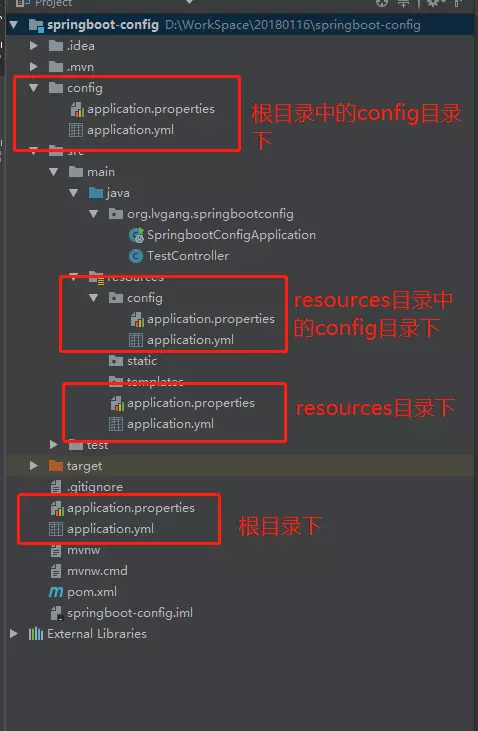 Project
springboot-config D:\WorkSpace\20180116\springboot-config
.idea
.mvn
config
application.properties
application.yml
根目录中的config目录
下
src
main
java
org.lvgang.springbootconfig
SpringbootConfigApplication
TestController
resources
config
application.properties
application.yml
resources目录中
的config目录下
static
templates
application.properties
application.yml
resources目录下
test
target
.gitignore
application.properties
application.yml
根目录下
mvnw
mvnw.cmd
pom.xml
springboot-config.iml
External Libraries